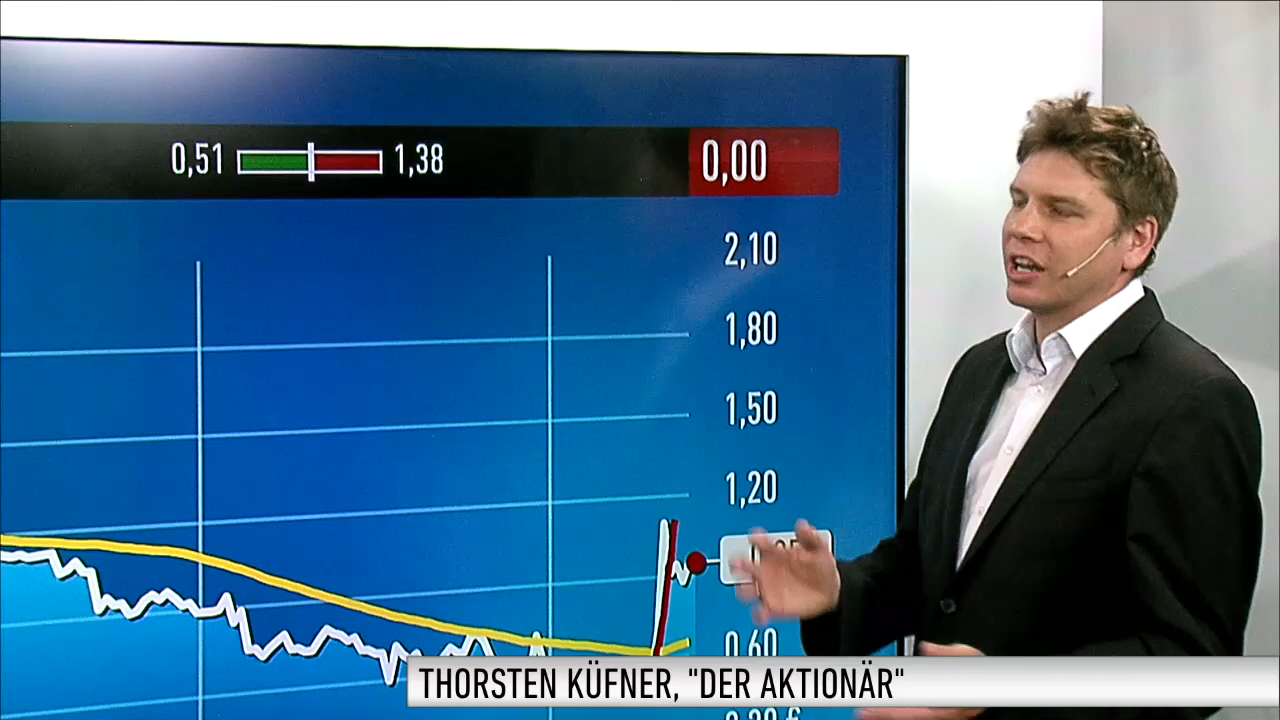 0,51 1,38 0,00
2,10
1,80
1,50
1,20
0,60
THORSTEN KÜFNER, "DER AKTIONÄR"